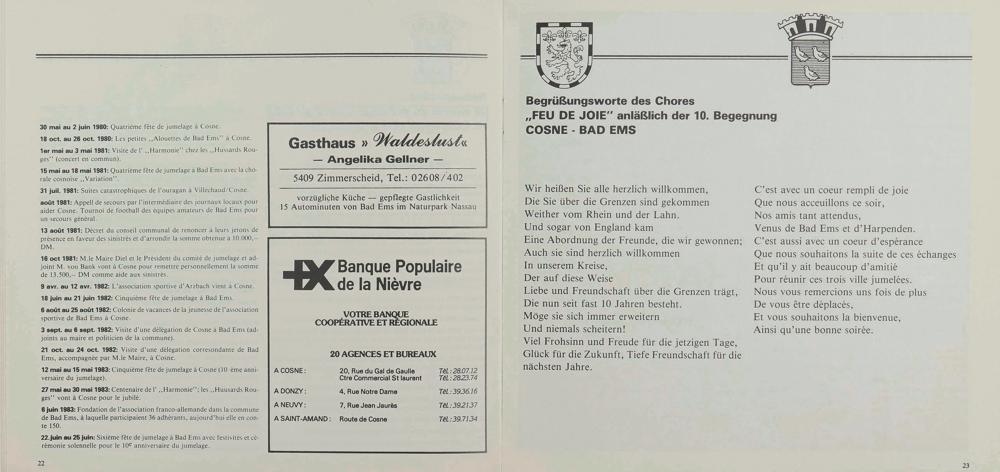 30 mai au 2 juin 1980: Quatrième fête de jumelage à Cosne.
18 oct. au 26 oct. 1980: Les petites „Alouettes de Bad Ems" à Cosne.
1er mai au 3 mai 1981: Visite de l' „Harmonie" chez les „Hussards Rou-
ges" (concert en commun).
15 mai au 18 mai 1981: Quatrième fête de jumelage à Bad Ems avec la cho-
rale cosnoise „Variation".
31 juil. 1981: Suites catastrophiques de l'ouragan à Villechaud/Cosne.
août 1981: Appell de secours par l'intermédiaire des journaux locaux pour
aider Cosne. Tournoi de football des équipes amateurs de Bad Ems pour
un secours général.
13 août 1981: Décret du conseil communal de renoncer à leurs jetons de
présence en faveur des sinistrés et d'arrondir la somme obtenue à 10.000,–
DM.
16 oct 1981: M.le Maire Diel et le Président du comité de jumelage et ad-
joint M. von Bank vont à Cosne pour remettre personnellement la somme
de 13.500,– DM comme aide aux sinistrés.
9 avr. au 12 avr. 1982: L'association sportive d'Arzbach vient à Cosne.
18 juin au 21 juin 1982: Cinquième fête de jumelage à Bad Ems.
6 août au 25 août 1982: Colonie de vacances de la jeunesse de l'association
sportive de Bad Ems à Cosne.
3 sept. au 6 sept. 1982: Visite d'une délégation de Cosne à Bad Ems (ad-
joints au maire et politicien de la commune).
21 oct. au 24 oct. 1982: Visite d'une délégation corresondante de Bad
Ems, accompagnée par M.le Maire, à Cosne.
12 mai au 15 mai 1983: Cinquième fête de jumelage à Cosne (10 ème anni-
versaire du jumelage).
27 mai au 30 mai 1983: Centenaire de l' „Harmonie"; les „Huusards Rou-
ges" vont à Cosne pour le jubilé.
6 juin 1983: Fondation de l'association franco-allemande dans la commune
de Bad Ems, à laquelle participaient 36 adhérants, aujourd'hui elle en con-
te 150.
22.juin au 25 juin: Sixième fête de jumelage à Bad Ems avec festivités et cé-
rémonie solennelle pour le 10e anniversaire du jumelage.
22
Gasthaus » Waldeslust«
– Angelika Gellner –
5409 Zimmerscheid, Tel.: 02608/402
vorzügliche Küche — gepflegte Gastlichkeit
15 Autominuten von Bad Ems im Naturpark Nassau
Banque Populaire
de la Nièvre
VOTRE BANQUE
COOPÉRATIVE ET RÉGIONALE
20 AGENCES ET BUREAUX
A COSNE: 20, Rue du Gal de Gaulle Tél.: 28.07.12
Ctre Commercial St laurent Tél.: 28.23.74
A DONZY: 4, Rue Notre Dame Tél.: 39.36.16
A NEUVY: 7, Rue Jean Jaurès Tél.: 39.21.37
A SAINT-AMAND: Route de Cosne Tél.: 39.71.34
Begrüßungsworte des Chores
„FEU DE JOIE" anläßlich der 10. Begegnung
COSNE - BAD EMS
Wir heißen Sie alle herzlich willkommen,
Die Sie über die Grenzen sind gekommen
Weither vom Rhein und der Lahn.
Und sogar von England kam
Eine Abordnung der Freunde, die wir gewonnen;
Auch sie sind herzlich willkommen
In unserem Kreise,
Der auf diese Weise
Liebe und Freundschaft über die Grenzen trägt,
Die nun seit fast 10 Jahren besteht.
Möge sie sich immer erweitern
Und niemals scheitern!
Viel Frohsinn und Freude für die jetzigen Tage,
Glück für die Zukunft, Tiefe Freundschaft für die
nächsten Jahre.
C'est avec un coeur rempli de joie
Que nous acceuillons ce soir,
Nos amis tant attendus,
Venus de Bad Ems et d'Harpenden.
C'est aussi avec un coeur d'espèrance
Que nous souhaitons la suite de ces échanges
Et qu'il y ait beaucoup d'amitié
Pour réunir ces trois ville jumelées.
Nous vous remercions uns fois de plus
De vous être déplacés,
Et vous souhaitons la bienvenue,
Ainsi qu'une bonne soirée.
23